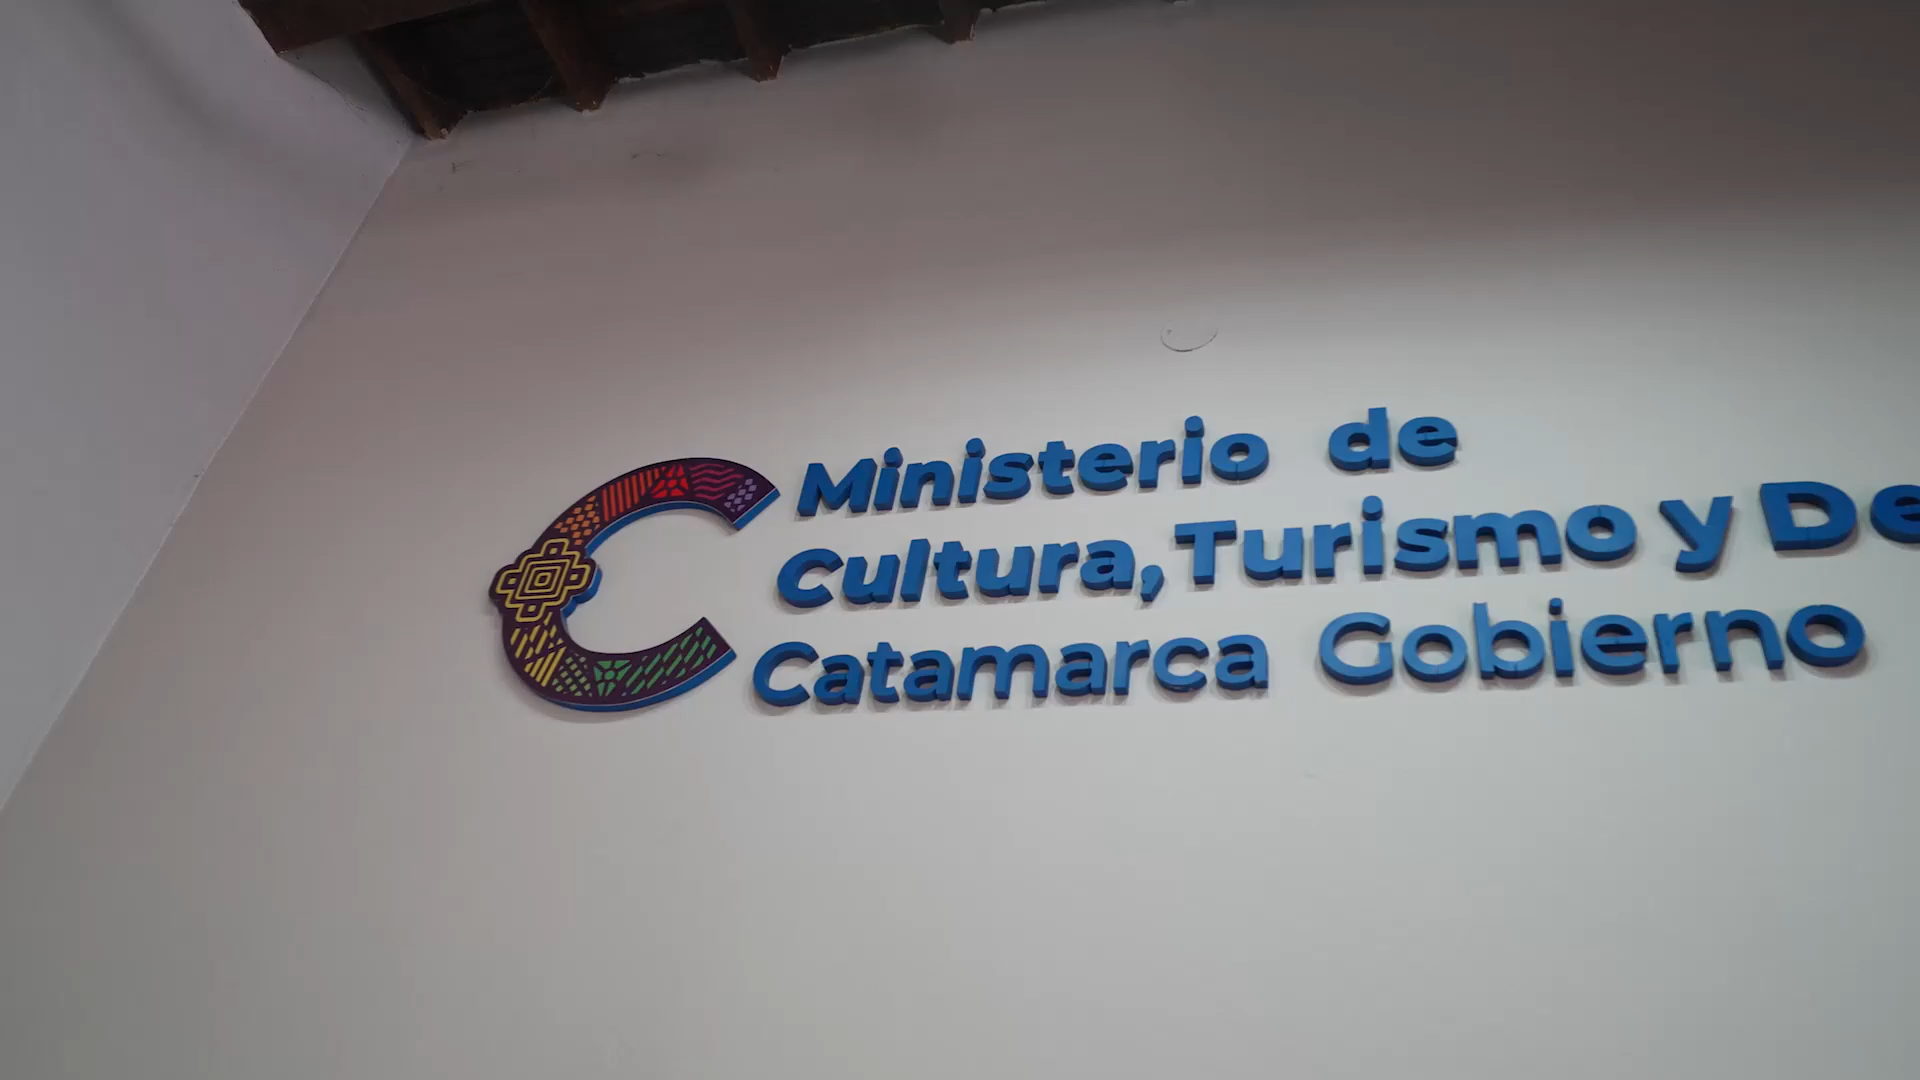 Ministerio de
Cultura, Turismo y De
Catamarca Gobierno